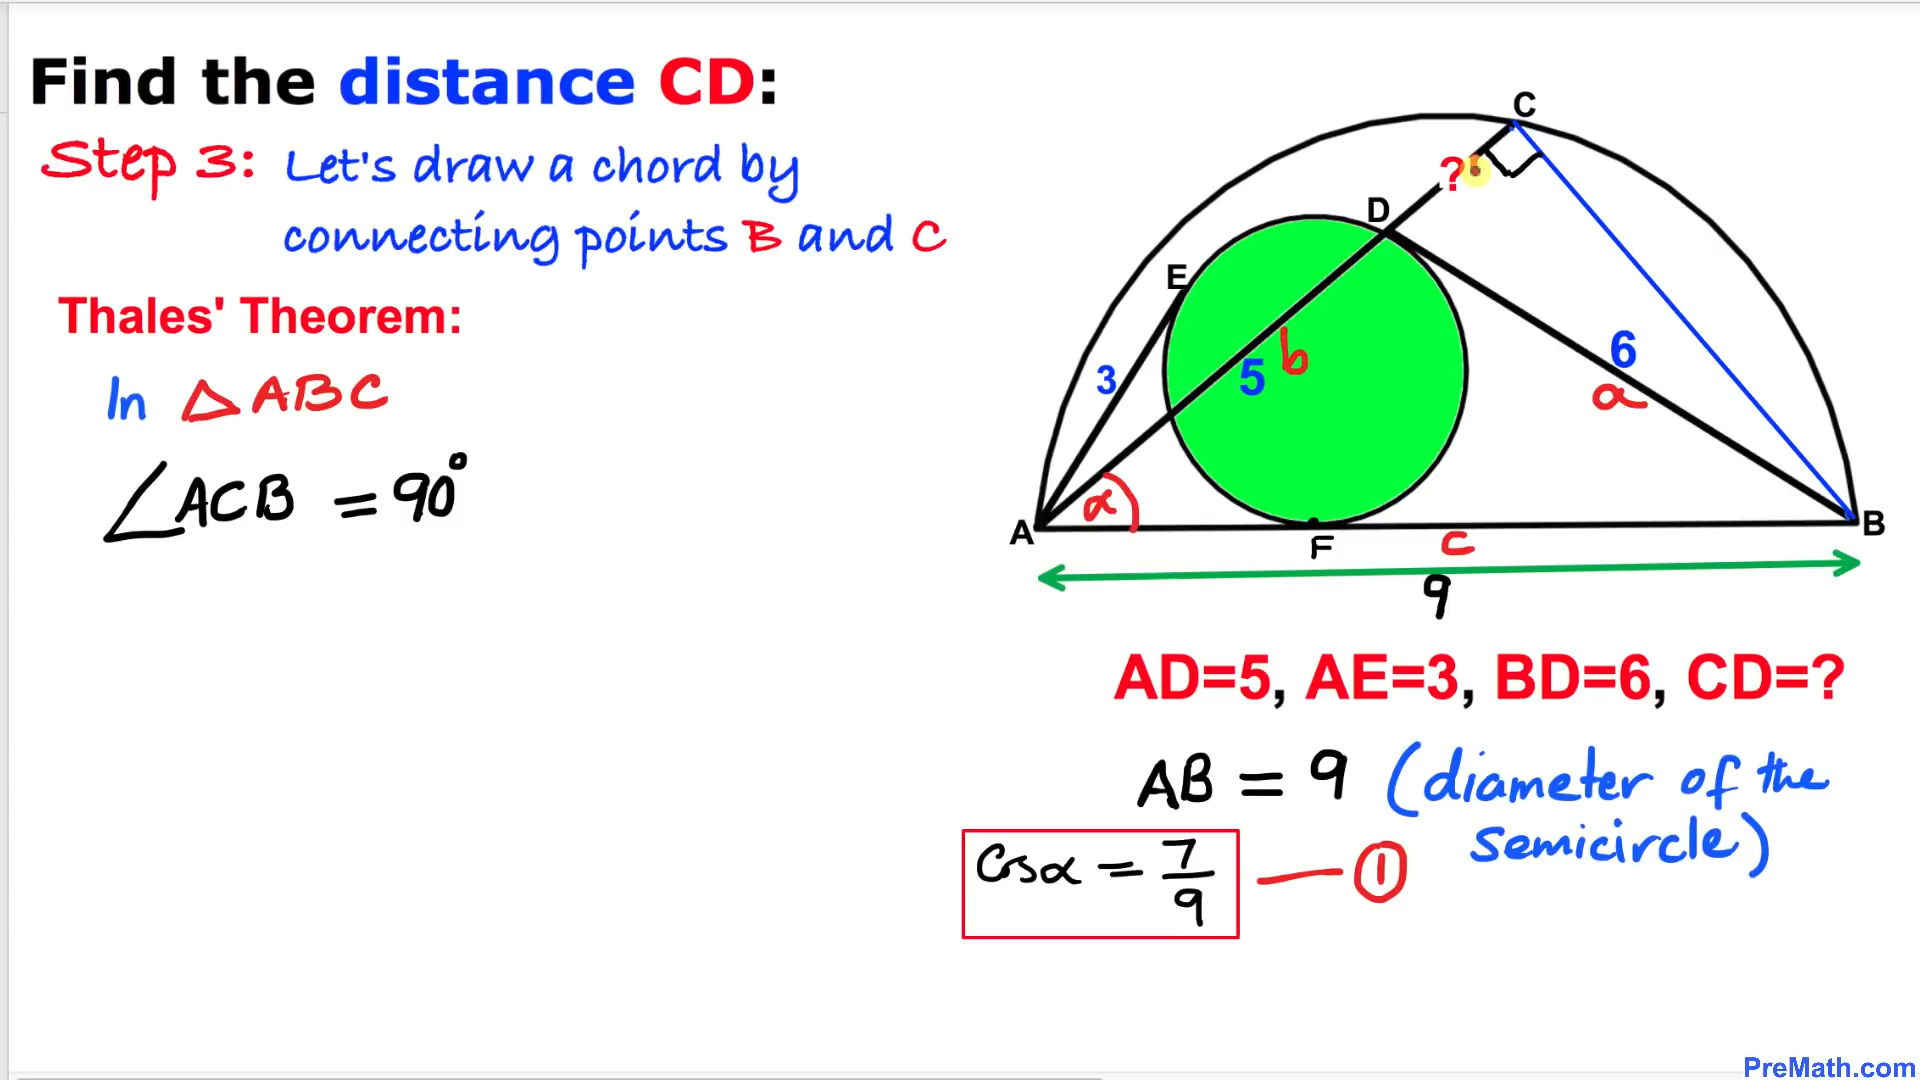 Find the distance CD:
Step 3: Let's draw a chord by
connecting points B and C
Thales' Theorem:
In △ABC
∠ACB = 90°
C
?
D
E
3
5
b
6
a
α
A
F
c
B
9
AD=5, AE=3, BD=6, CD=?
AB = 9 (diameter of the
semicircle)
Cosα = 7/9 — ①
PreMath.com